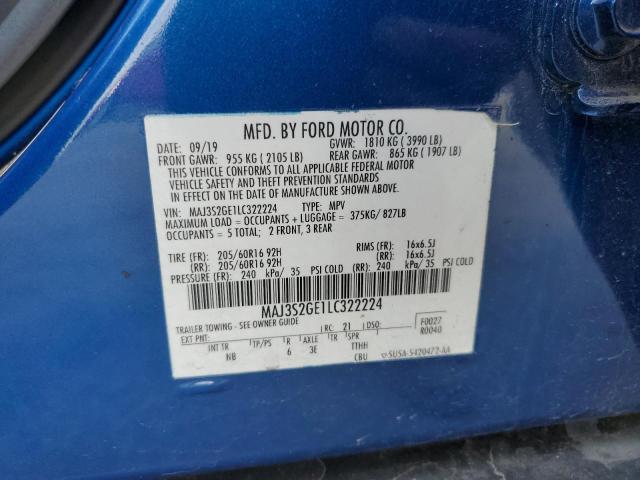 MFD. BY FORD MOTOR CO.
DATE: 09/19 GVWR: 1810 KG ( 3990 LB)
FRONT GAWR: 955 KG ( 2105 LB) REAR GAWR: 865 KG ( 1907 LB)
THIS VEHICLE CONFORMS TO ALL APPLICABLE FEDERAL MOTOR
VEHICLE SAFETY AND THEFT PREVENTION STANDARDS
IN EFFECT ON THE DATE OF MANUFACTURE SHOWN ABOVE.
VIN: MAJ3S2GE1LC322224 TYPE: MPV
MAXIMUM LOAD = OCCUPANTS + LUGGAGE = 375KG/ 827LB
OCCUPANTS = 5 TOTAL; 2 FRONT, 3 REAR
TIRE (FR): 205/60R16 92H RIMS (FR): 16x6.5J
(RR): 205/60R16 92H (RR): 16x6.5J
PRESSURE (FR): 240 kPa/ 35 PSI COLD (RR): 240 kPa/ 35 PSI COLD
MAJ3S2GE1LC322224
TRAILER TOWING - SEE OWNER GUIDE
EXT PNT: RC: 21 DSO: F0027
R0040
INT TR TP/PS R AXLE TR SPR
NB 6 3E TTHH
CBU SU5A-5420472-AA